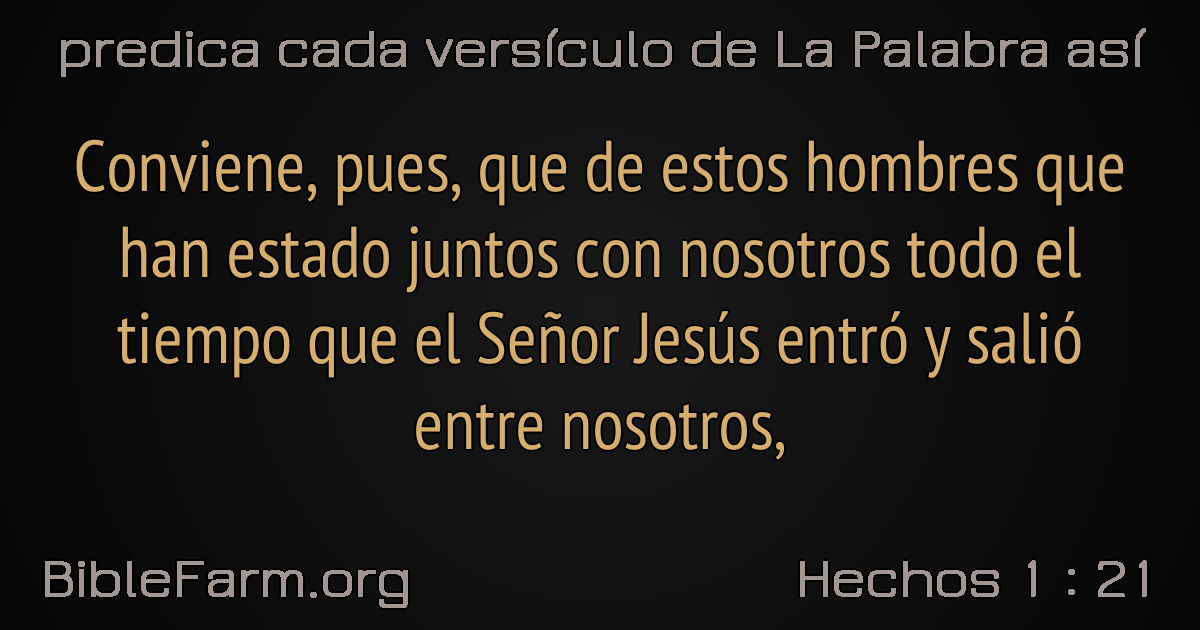 predica cada versículo de La Palabra así
Conviene, pues, que de estos hombres que
han estado juntos con nosotros todo el
tiempo que el Señor Jesús entró y salió
entre nosotros,
BibleFarm.org
Hechos 1 : 21